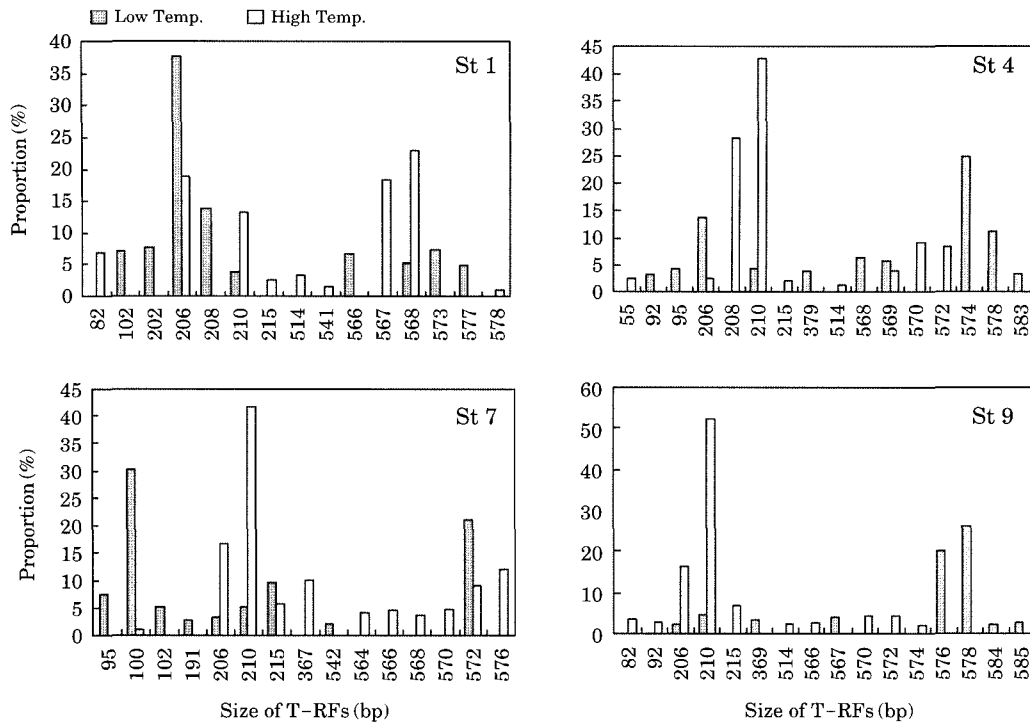 Low Temp. High Temp.
St 1
Proportion (%)
40
35
30
25
20
15
10
5
0
82 102 202 206 208 210 215 514 541 566 567 568 573 577 578
St 4
45
40
35
30
25
20
15
10
5
0
55 92 95 206 208 210 215 379 514 568 569 570 572 574 578 583
St 7
Proportion (%)
45
40
35
30
25
20
15
10
5
0
95 100 102 191 206 210 215 367 542 564 566 568 570 572 576
Size of T-RFs (bp)
St 9
60
50
40
30
20
10
0
82 92 206 210 215 369 514 566 567 570 572 574 576 578 584 585
Size of T-RFs (bp)